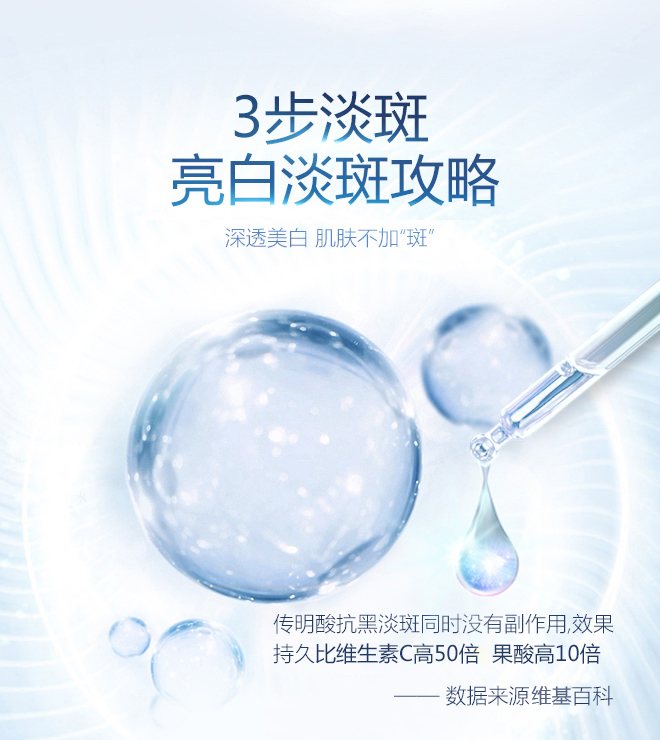 3步淡斑
亮白淡斑攻略
深透美白 肌肤不加“斑”
传明酸抗黑淡斑同时没有副作用,效果
持久比维生素C高50倍 果酸高10倍
—— 数据来源维基百科